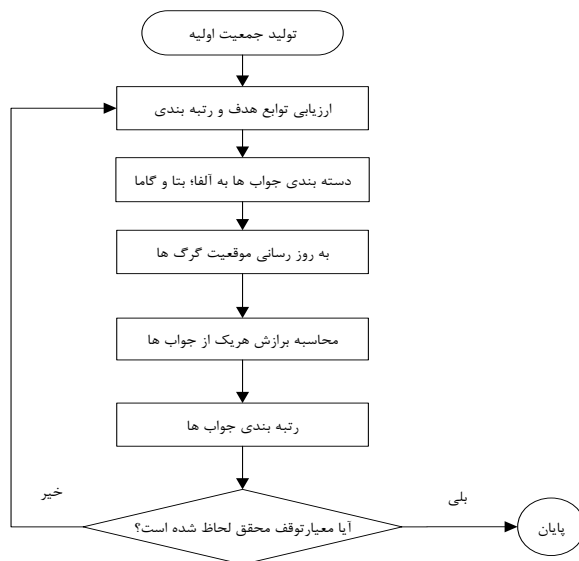 تولید جمعیت اولیه
ارزیابی توابع هدف و رتبه بندی
دسته بندی جواب ها به آلفا؛ بتا و گاما
به روز رسانی موقعیت گرگ ها
محاسبه برازش هریک از جواب ها
رتبه بندی جواب ها
خیر
بلی
آیا معیارتوقف محقق لحاظ شده است؟
پایان